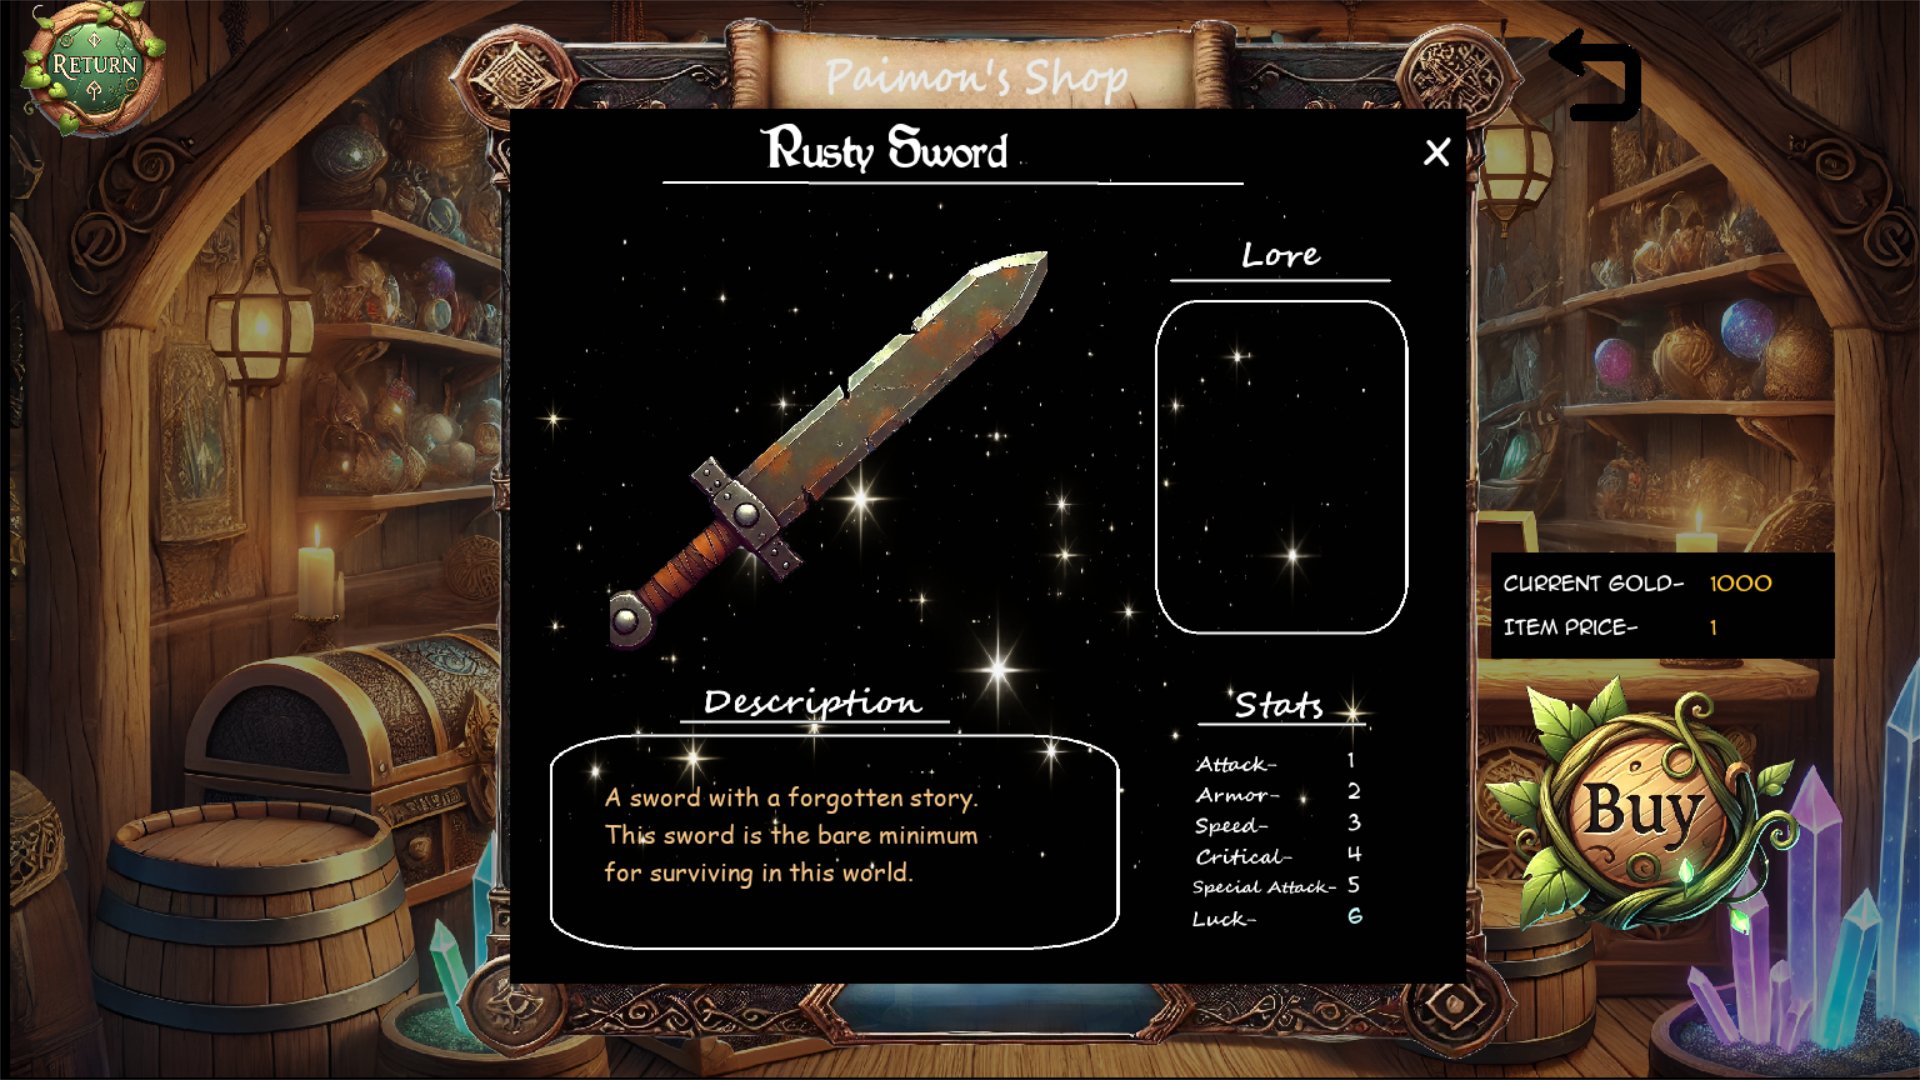 RETURN
Paimon's Shop
Rusty Sword
X
Lore
Description
A sword with a forgotten story.
This sword is the bare minimum
for surviving in this world.
Stats
Attack- 1
Armor- 2
Speed- 3
Critical- 4
Special Attack- 5
Luck- 6
CURRENT GOLD- 1000
ITEM PRICE- 1
Buy